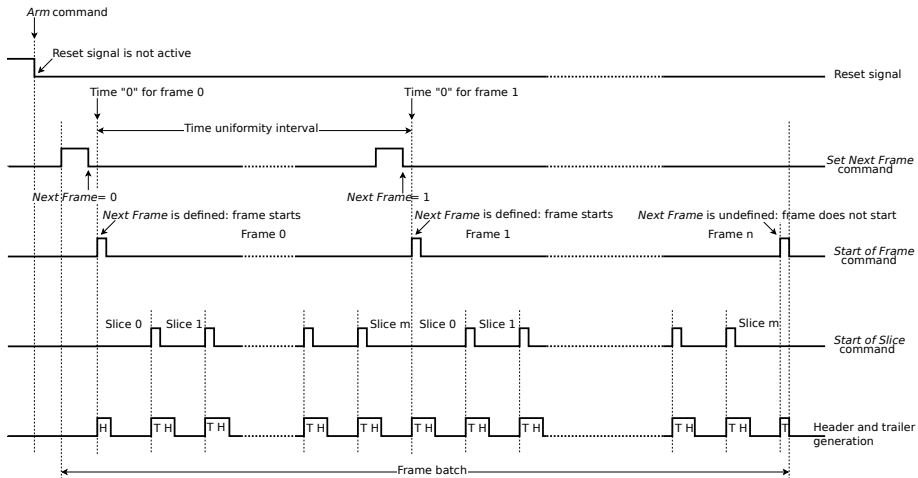 Arm command
Reset signal is not active
Reset signal
Time "0" for frame 0
Time "0" for frame 1
Time uniformity interval
Set Next Frame
command
Next Frame= 0
Next Frame= 1
Next Frame is defined: frame starts
Next Frame is defined: frame starts
Next Frame is undefined: frame does not start
Frame 0
Frame 1
Frame n
Start of Frame
command
Slice 0
Slice 1
Slice m
Slice 0
Slice 1
Slice m
Start of Slice
command
H
T H
T H
T H
T H
T H
T H
T H
T H
T H
T
Header and trailer
generation
Frame batch